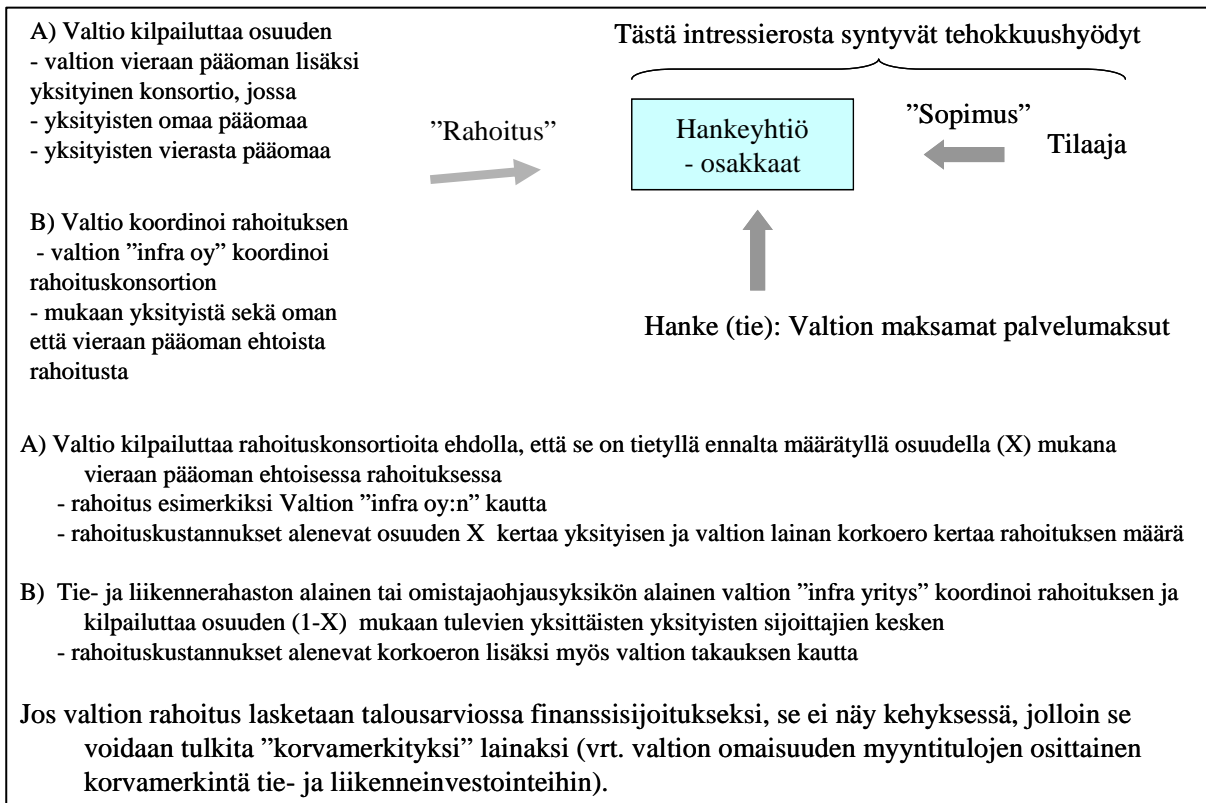 A) Valtio kilpailuttaa osuuden
- valtion vieraan pääoman lisäksi
yksityinen konsortio, jossa
- yksityisten omaa pääomaa
- yksityisten vierasta pääomaa
B) Valtio koordinoi rahoituksen
- valtion ”infra oy” koordinoi
rahoituskonsortion
- mukaan yksityistä sekä oman
että vieraan pääoman ehtoista
rahoitusta
”Rahoitus”
Tästä intressierosta syntyvät tehokkuushyödyt
Hankeyhtiö
- osakkaat
”Sopimus”
Tilaaja
Hanke (tie): Valtion maksamat palvelumaksut
A) Valtio kilpailuttaa rahoituskonsortioita ehdolla, että se on tietyllä ennalta määrätyllä osuudella (X) mukana
vieraan pääoman ehtoisessa rahoituksessa
- rahoitus esimerkiksi Valtion ”infra oy:n” kautta
- rahoituskustannukset alenevat osuuden X kertaa yksityisen ja valtion lainan korkoero kertaa rahoituksen määrä
B) Tie- ja liikennerahaston alainen tai omistajaohjausyksikön alainen valtion ”infra yritys” koordinoi rahoituksen ja
kilpailuttaa osuuden (1-X) mukaan tulevien yksittäisten yksityisten sijoittajien kesken
- rahoituskustannukset alenevat korkoeron lisäksi myös valtion takauksen kautta
Jos valtion rahoitus lasketaan talousarviossa finanssisijoitukseksi, se ei näy kehyksessä, jolloin se
voidaan tulkita ”korvamerkityksi” lainaksi (vrt. valtion omaisuuden myyntitulojen osittainen
korvamerkintä tie- ja liikenneinvestointeihin).